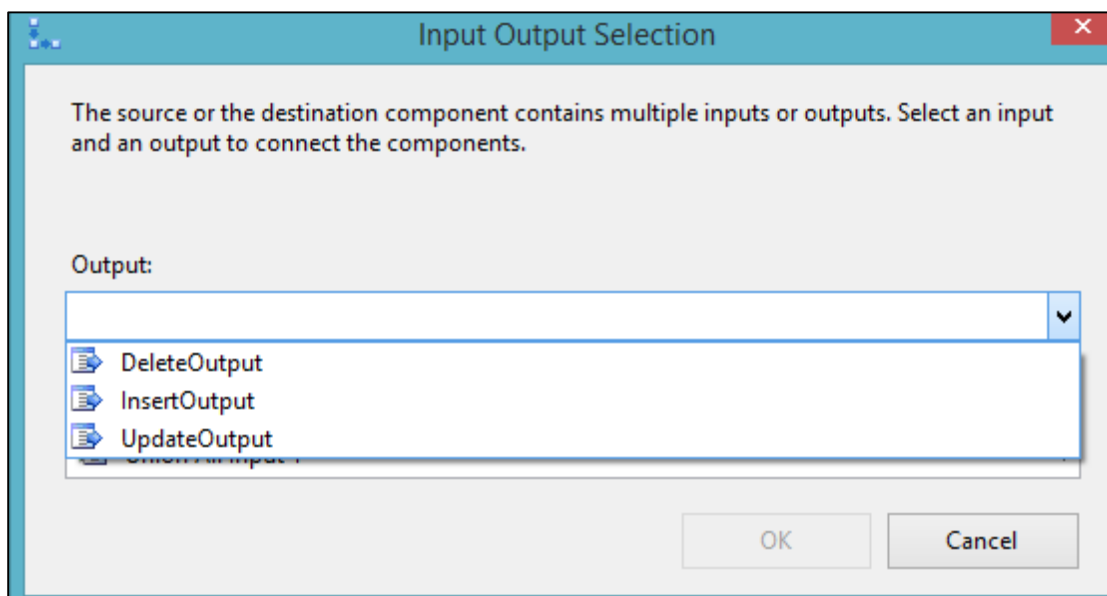 Input Output Selection
The source or the destination component contains multiple inputs or outputs. Select an input
and an output to connect the components.
Output:
DeleteOutput
InsertOutput
UpdateOutput
OK
Cancel